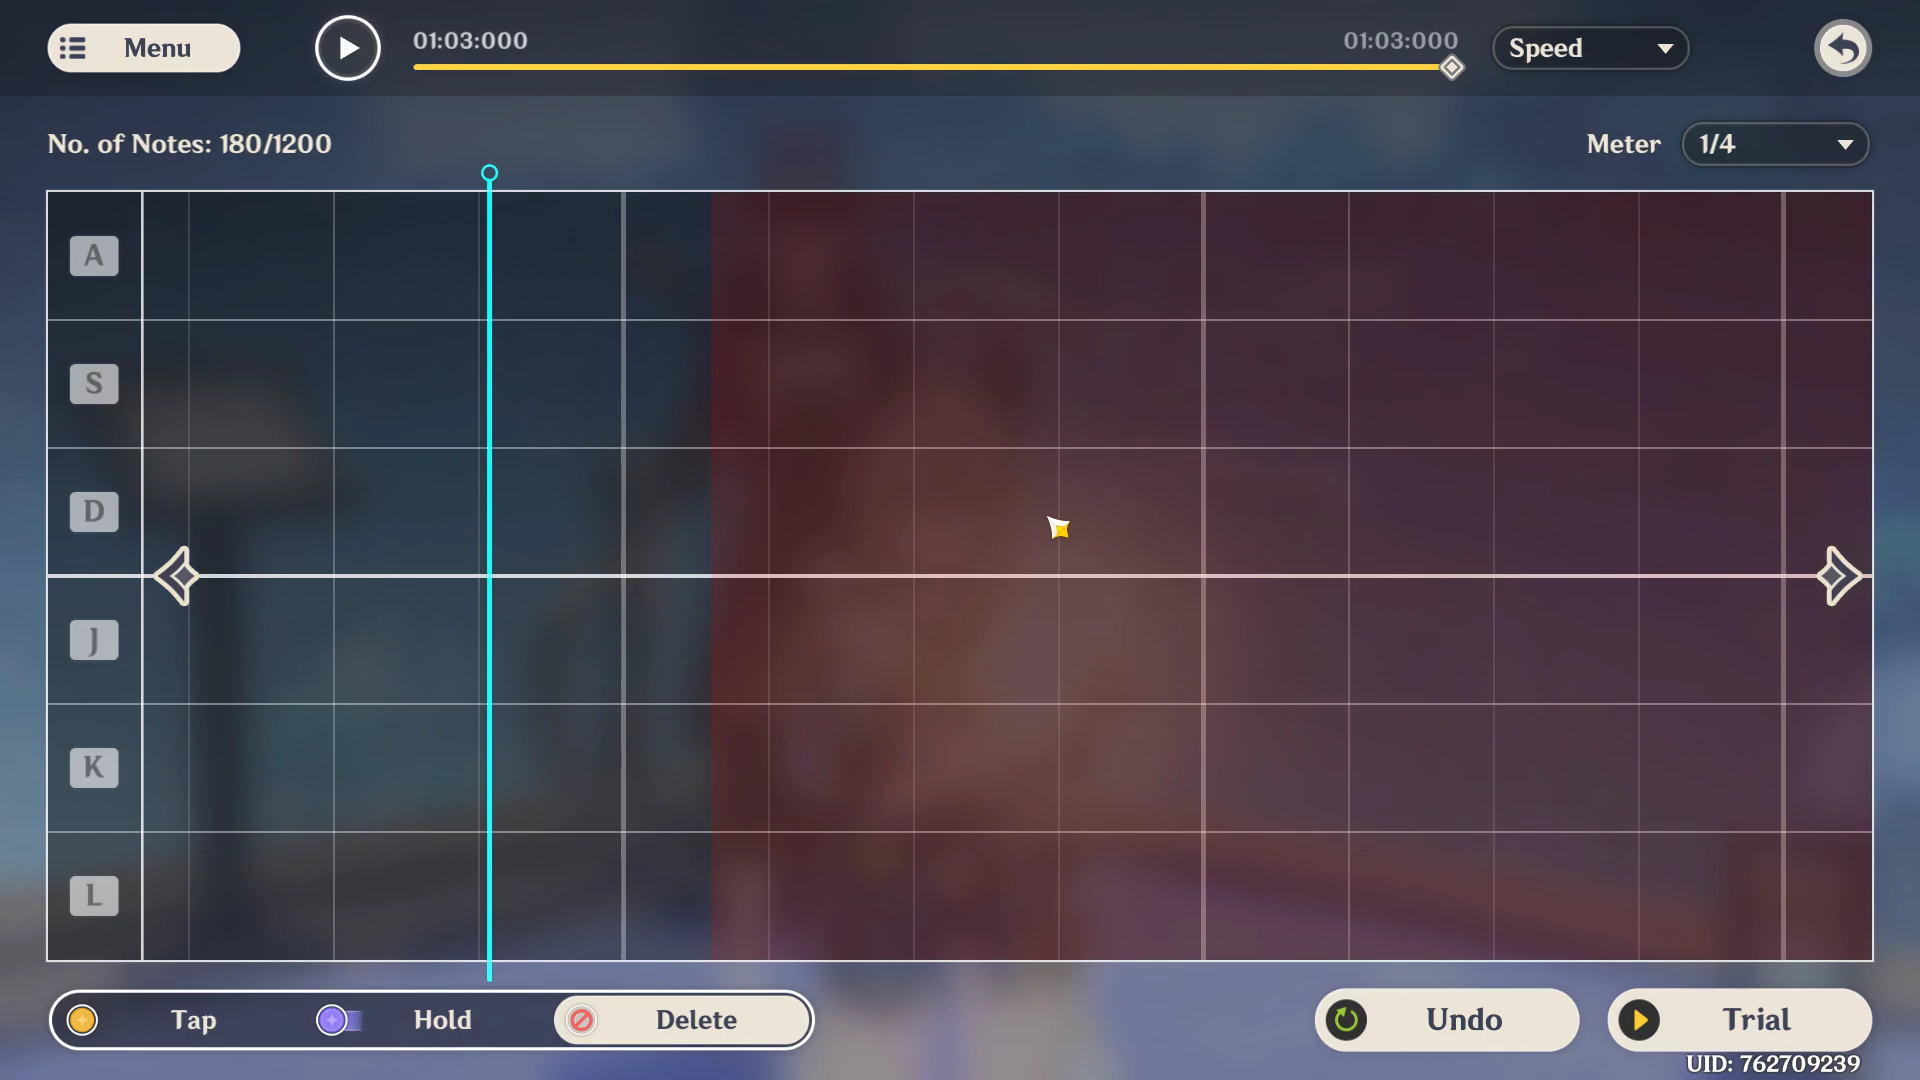 Menu
01:03:000
01:03:000
Speed
No. of Notes: 180/1200
Meter
1/4
A
S
D
J
K
L
Tap
Hold
Delete
Undo
Trial
UID: 762709239